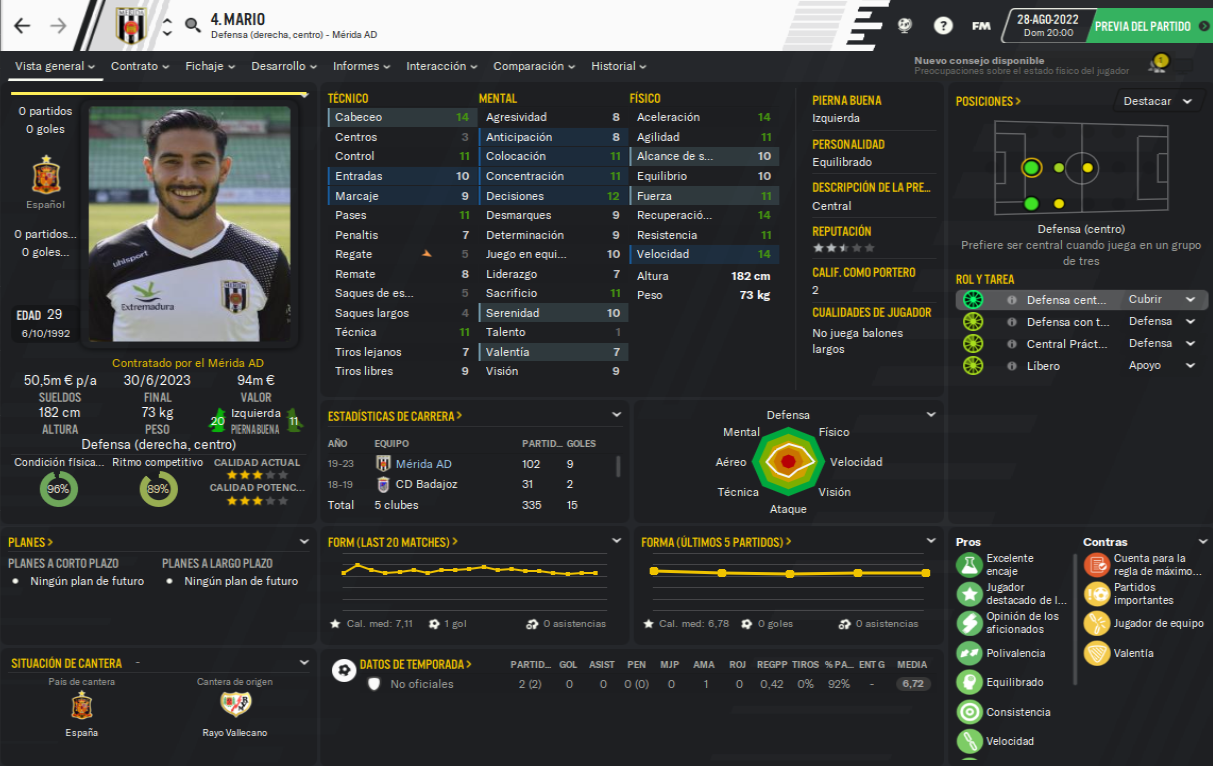 4. MARIO
Defensa (derecha, centro) - Mérida AD
FM
28-AGO-2022
Dom 20:00
PREVIA DEL PARTIDO
Vista general
Contrato
Fichaje
Desarrollo
Informes
Interacción
Comparación
Historial
Nuevo consejo disponible
Preocupaciones sobre el estado físico del jugador
0 partidos
0 goles
Español
0 partidos...
0 goles...
EDAD 29
6/10/1992
uhlsport
Extremadura
MERIDA
Contratado por el Mérida AD
50,5m € p/a
SUELDOS
30/6/2023
FINAL
94m €
VALOR
182 cm
ALTURA
73 kg
PESO
20
Izquierda
PIERNA BUENA
11
Defensa (derecha, centro)
Condición física...
96%
Ritmo competitivo
89%
CALIDAD ACTUAL
CALIDAD POTENC...
TÉCNICO
Cabeceo 14
Centros 3
Control 11
Entradas 10
Marcaje 9
Pases 11
Penaltis 7
Regate 5
Remate 8
Saques de es... 5
Saques largos 4
Técnica 11
Tiros lejanos 7
Tiros libres 9
MENTAL
Agresividad 8
Anticipación 8
Colocación 11
Concentración 11
Decisiones 12
Desmarques 9
Determinación 9
Juego en equi... 10
Liderazgo 7
Sacrificio 11
Serenidad 10
Talento 1
Valentía 7
Visión 9
FÍSICO
Aceleración 14
Agilidad 11
Alcance de s... 10
Equilibrio 10
Fuerza 11
Recuperació... 14
Resistencia 11
Velocidad 14
Altura 182 cm
Peso 73 kg
PIERNA BUENA
Izquierda
PERSONALIDAD
Equilibrado
DESCRIPCIÓN DE LA PRE...
Central
REPUTACIÓN
CALIF. COMO PORTERO
2
CUALIDADES DE JUGADOR
No juega balones
largos
POSICIONES >
Destacar
Defensa (centro)
Prefiere ser central cuando juega en un grupo
de tres
ROL Y TAREA
Defensa cent... Cubrir
Defensa con t... Defensa
Central Práct... Defensa
Líbero Apoyo
ESTADÍSTICAS DE CARRERA >
AÑO EQUIPO PARTID... GOLES
19-23 Mérida AD 102 9
18-19 CD Badajoz 31 2
Total 5 clubes 335 15
Defensa
Mental
Físico
Aéreo
Velocidad
Técnica
Visión
Ataque
PLANES >
PLANES A CORTO PLAZO
Ningún plan de futuro
PLANES A LARGO PLAZO
Ningún plan de futuro
FORM (LAST 20 MATCHES) >
Cal. med: 7,11
1 gol
0 asistencias
FORMA (ÚLTIMOS 5 PARTIDOS) >
Cal. med: 6,78
0 goles
0 asistencias
Pros
Excelente
encaje
Jugador
destacado de l...
Opinión de los
aficionados
Polivalencia
Equilibrado
Consistencia
Velocidad
Contras
Cuenta para la
regla de máximo...
Partidos
importantes
Jugador de equipo
Valentía
SITUACIÓN DE CANTERA -
País de cantera
España
Cantera de origen
Rayo Vallecano
DATOS DE TEMPORADA > PARTID... GOL ASIST PEN MJP AMA ROJ REGPP TIROS % PA... ENT G MEDIA
No oficiales 2 (2) 0 0 0 (0) 0 1 0 0,42 0% 92% - 6,72